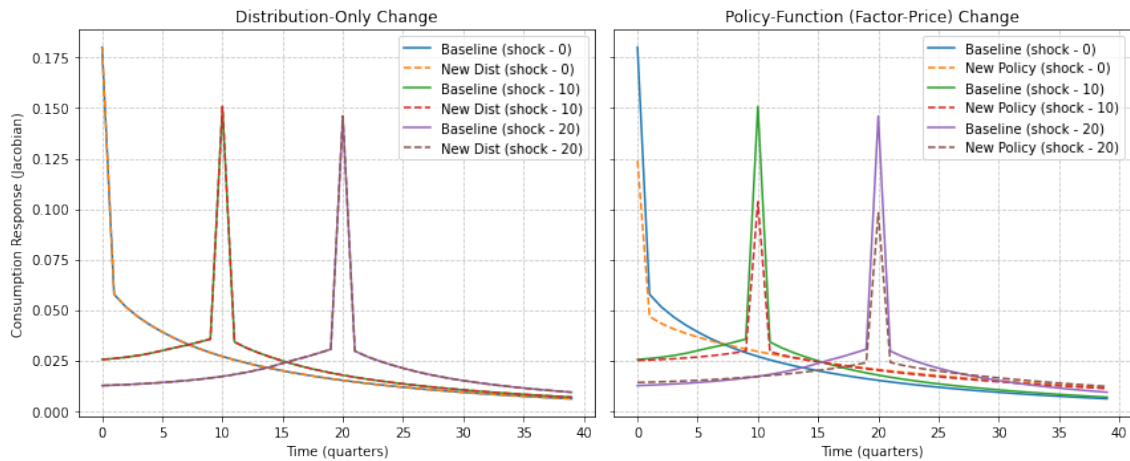 Distribution-Only Change
Consumption Response (Jacobian)
0.175
0.150
0.125
0.100
0.075
0.050
0.025
0.000
Baseline (shock - 0)
New Dist (shock - 0)
Baseline (shock - 10)
New Dist (shock - 10)
Baseline (shock - 20)
New Dist (shock - 20)
0 5 10 15 20 25 30 35 40
Time (quarters)
Policy-Function (Factor-Price) Change
Baseline (shock - 0)
New Policy (shock - 0)
Baseline (shock - 10)
New Policy (shock - 10)
Baseline (shock - 20)
New Policy (shock - 20)
0 5 10 15 20 25 30 35 40
Time (quarters)